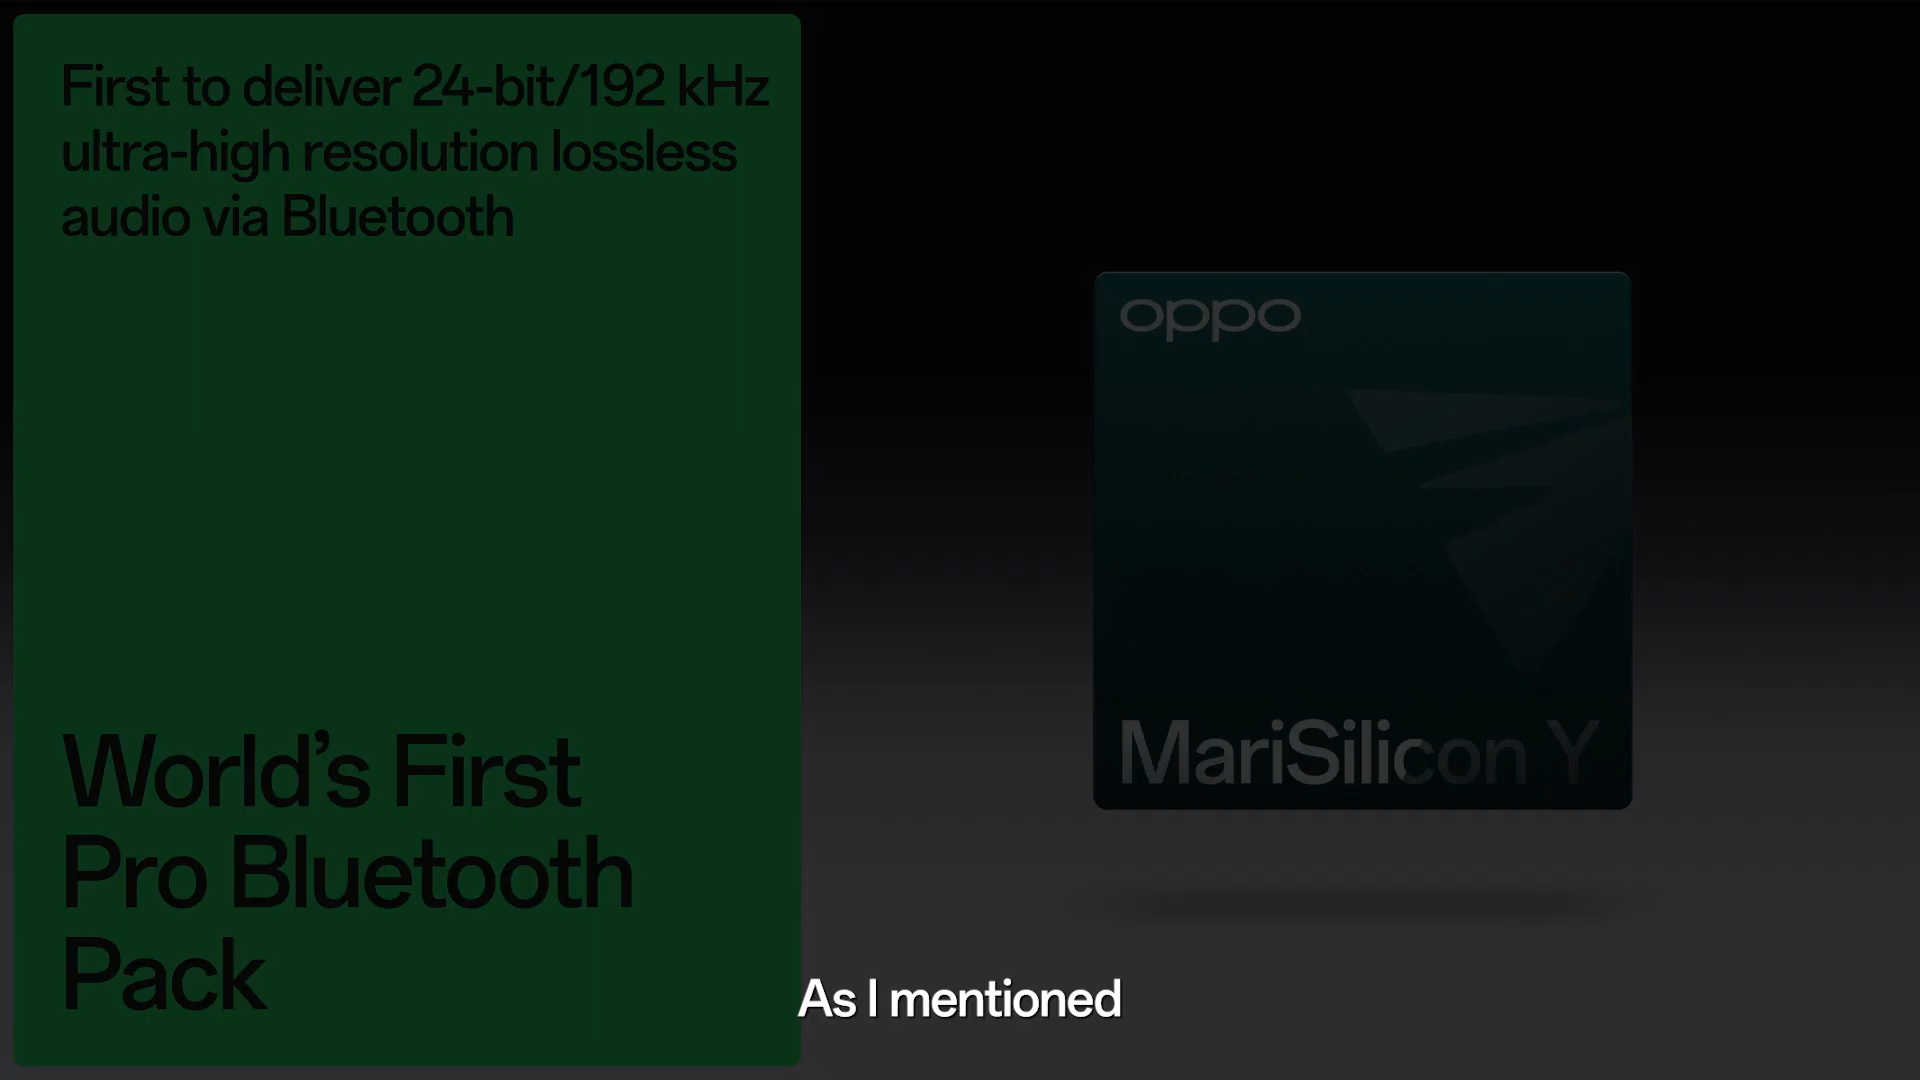 First to deliver 24-bit/192 kHz
ultra-high resolution lossless
audio via Bluetooth
World’s First
Pro Bluetooth
Pack
oppo
MariSilicon Y
As I mentioned